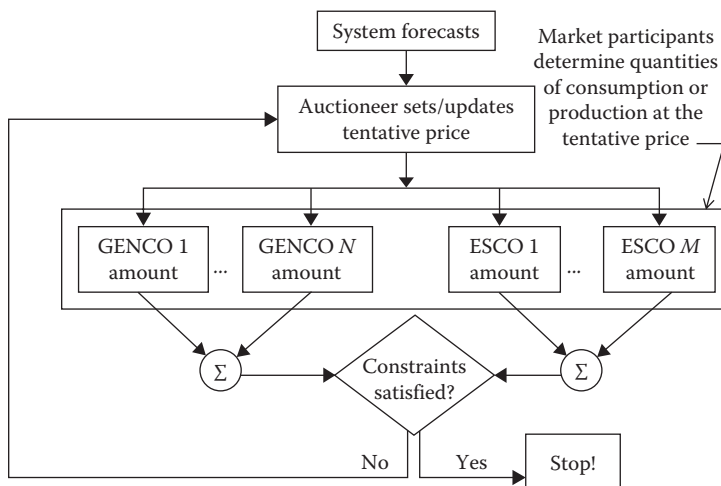 System forecasts
Market participants
determine quantities
of consumption or
production at the
tentative price
Auctioneer sets/updates
tentative price
GENCO 1
amount
...
GENCO N
amount
ESCO 1
amount
...
ESCO M
amount
Σ
Constraints
satisfied?
Σ
No
Yes
Stop!